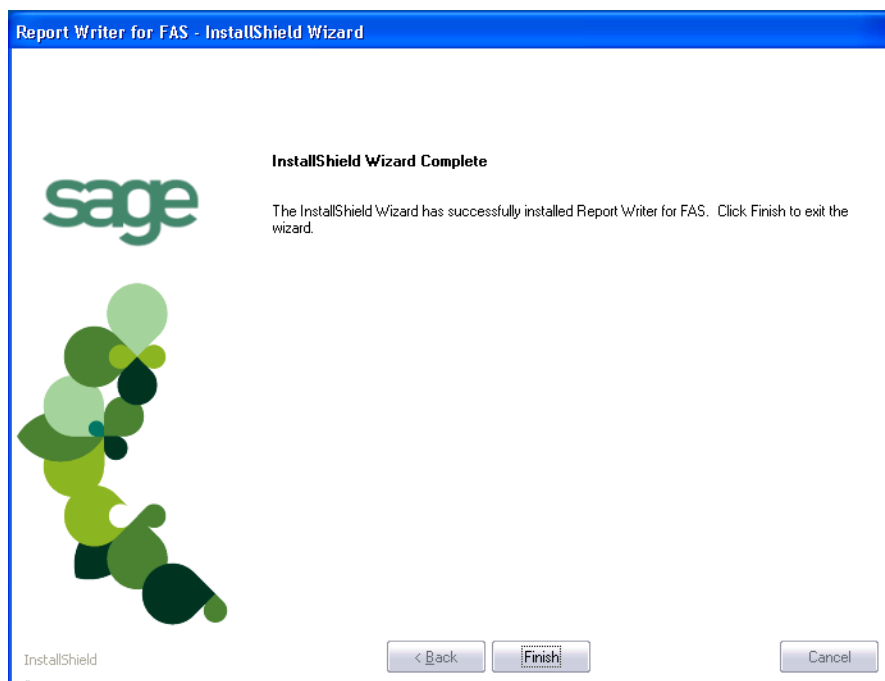 Report Writer for FAS - InstallShield Wizard
InstallShield Wizard Complete
sage
The InstallShield Wizard has successfully installed Report Writer for FAS. Click Finish to exit the
wizard.
InstallShield
< Back
Finish
Cancel